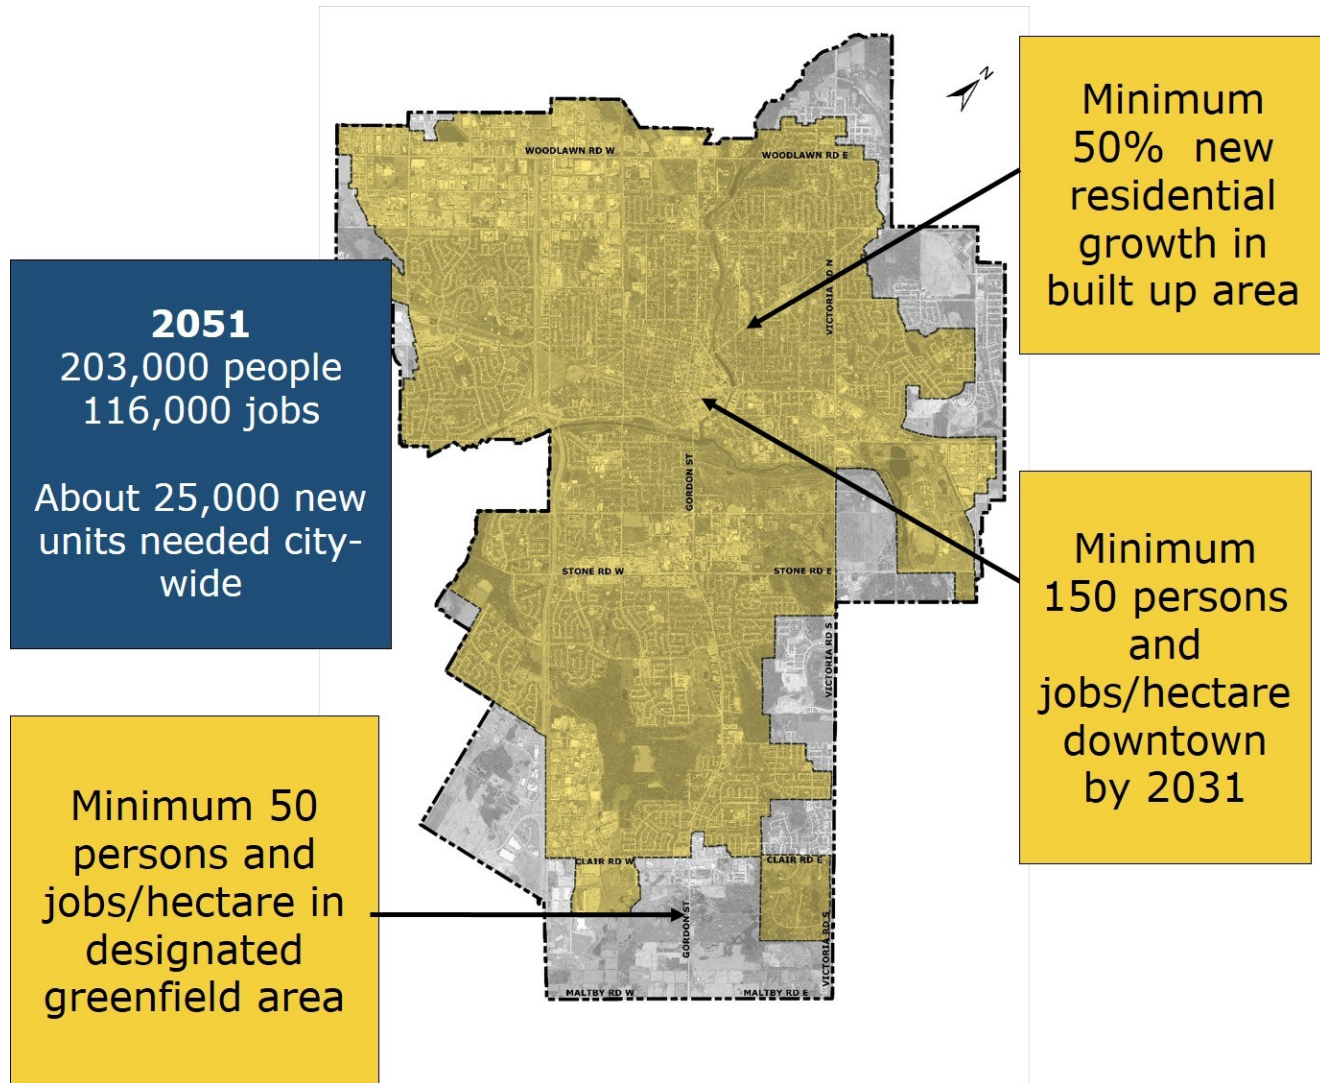 2051
203,000 people
116,000 jobs
About 25,000 new
units needed city-
wide
Minimum 50
persons and
jobs/hectare in
designated
greenfield area
Minimum
50% new
residential
growth in
built up area
Minimum
150 persons
and
jobs/hectare
downtown
by 2031
N
WOODLAWN RD W
WOODLAWN RD E
VICTORIA RD N
GORDON ST
STONE RD W
STONE RD E
VICTORIA RD S
CLAIR RD W
CLAIR RD E
GORDON ST
VICTORIA RD S
MALTBY RD W
MALTBY RD E